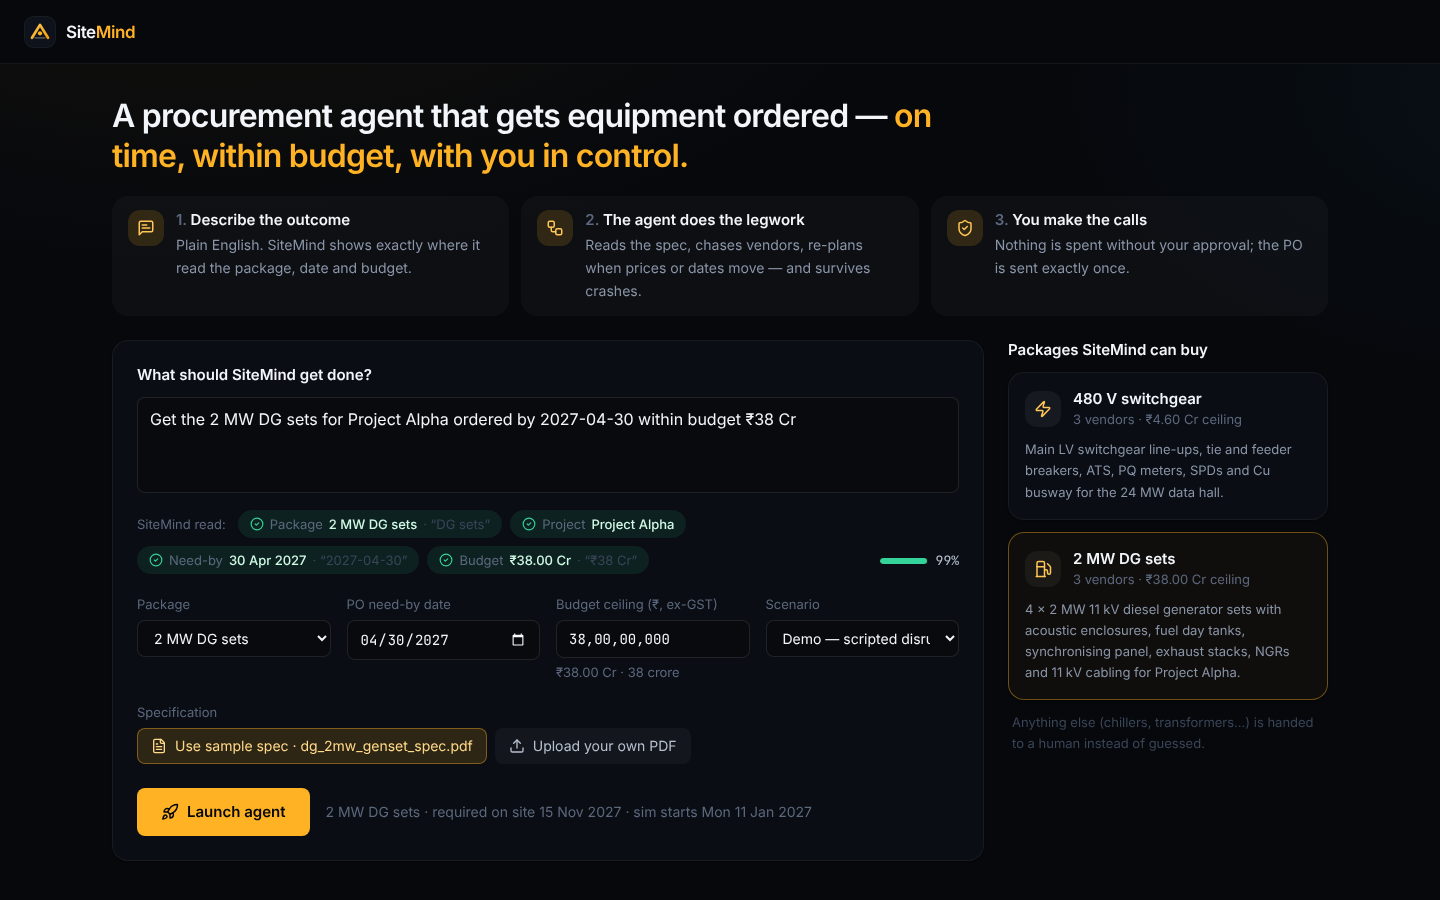 SiteMind
A procurement agent that gets equipment ordered — on
time, within budget, with you in control.
1. Describe the outcome
Plain English. SiteMind shows exactly where it
read the package, date and budget.
2. The agent does the legwork
Reads the spec, chases vendors, re-plans
when prices or dates move — and survives
crashes.
3. You make the calls
Nothing is spent without your approval; the PO
is sent exactly once.
What should SiteMind get done?
Get the 2 MW DG sets for Project Alpha ordered by 2027-04-30 within budget ₹38 Cr
SiteMind read: Package 2 MW DG sets · “DG sets” Project Project Alpha
Need-by 30 Apr 2027 · “2027-04-30” Budget ₹38.00 Cr · “₹38 Cr” 99%
Package PO need-by date Budget ceiling (₹, ex-GST) Scenario
2 MW DG sets 04/30/2027 38,00,00,000 Demo — scripted disru
₹38.00 Cr · 38 crore
Specification
Use sample spec · dg_2mw_genset_spec.pdf Upload your own PDF
Launch agent 2 MW DG sets · required on site 15 Nov 2027 · sim starts Mon 11 Jan 2027
Packages SiteMind can buy
480 V switchgear
3 vendors · ₹4.60 Cr ceiling
Main LV switchgear line-ups, tie and feeder
breakers, ATS, PQ meters, SPDs and Cu
busway for the 24 MW data hall.
2 MW DG sets
3 vendors · ₹38.00 Cr ceiling
4 × 2 MW 11 kV diesel generator sets with
acoustic enclosures, fuel day tanks,
synchronising panel, exhaust stacks, NGRs
and 11 kV cabling for Project Alpha.
Anything else (chillers, transformers…) is handed
to a human instead of guessed.